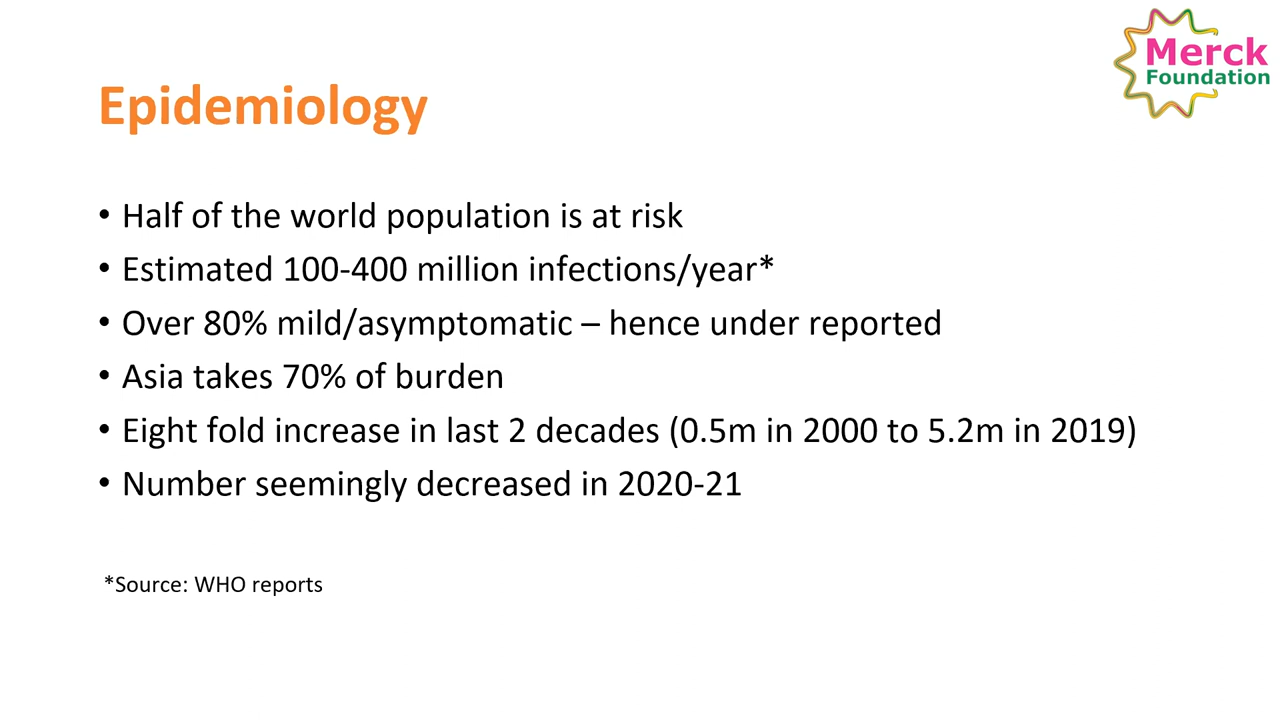 Merck
Foundation
Epidemiology
• Half of the world population is at risk
• Estimated 100-400 million infections/year*
• Over 80% mild/asymptomatic – hence under reported
• Asia takes 70% of burden
• Eight fold increase in last 2 decades (0.5m in 2000 to 5.2m in 2019)
• Number seemingly decreased in 2020-21
*Source: WHO reports